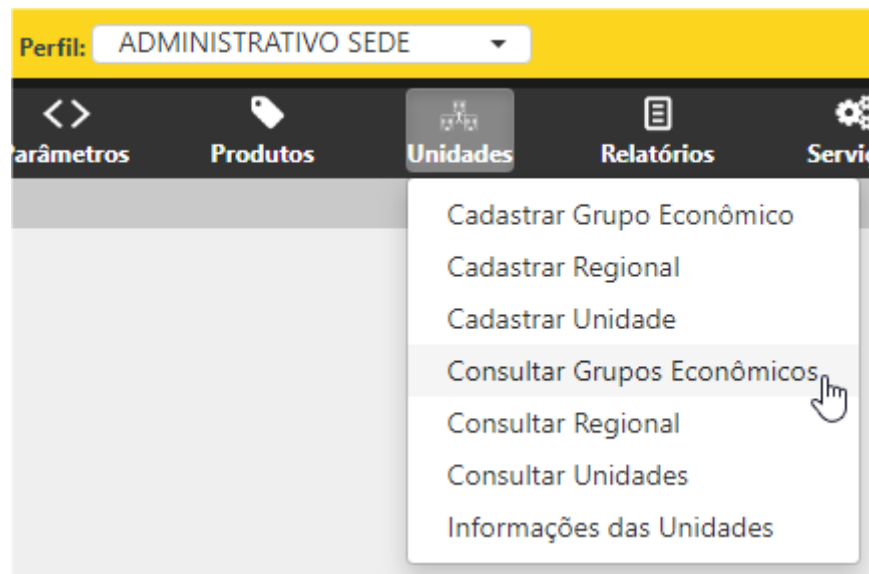 Perfil: ADMINISTRATIVO SEDE
arâmetros Produtos Unidades Relatórios Servi
Cadastrar Grupo Econômico
Cadastrar Regional
Cadastrar Unidade
Consultar Grupos Econômicos
Consultar Regional
Consultar Unidades
Informações das Unidades